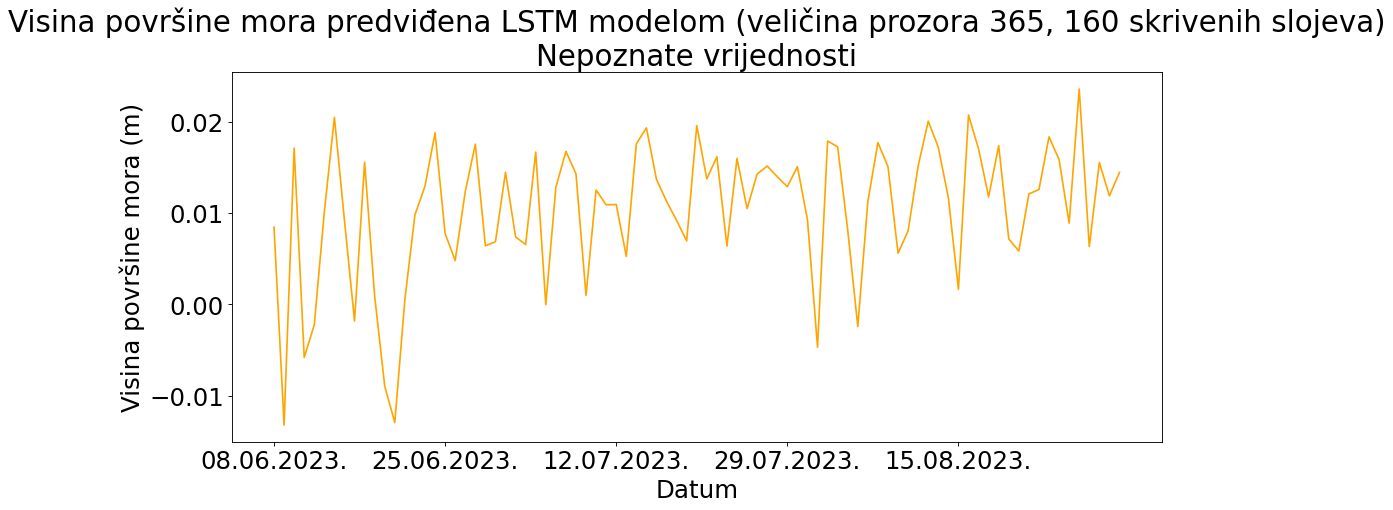 Visina površine mora predviđena LSTM modelom (veličina prozora 365, 160 skrivenih slojeva)
Nepoznate vrijednosti
Visina površine mora (m)
0.02
0.01
0.00
−0.01
08.06.2023. 25.06.2023. 12.07.2023. 29.07.2023. 15.08.2023.
Datum